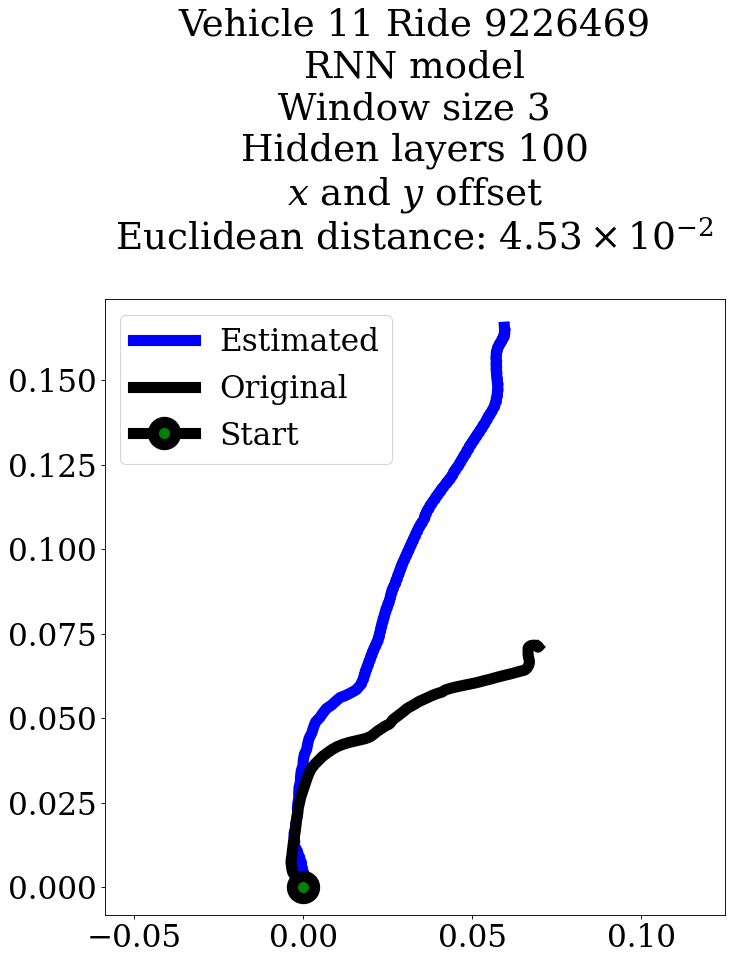 Vehicle 11 Ride 9226469
RNN model
Window size 3
Hidden layers 100
x and y offset
Euclidean distance: 4.53 × 10⁻²
Estimated
Original
Start
0.150
0.125
0.100
0.075
0.050
0.025
0.000
−0.05 0.00 0.05 0.10